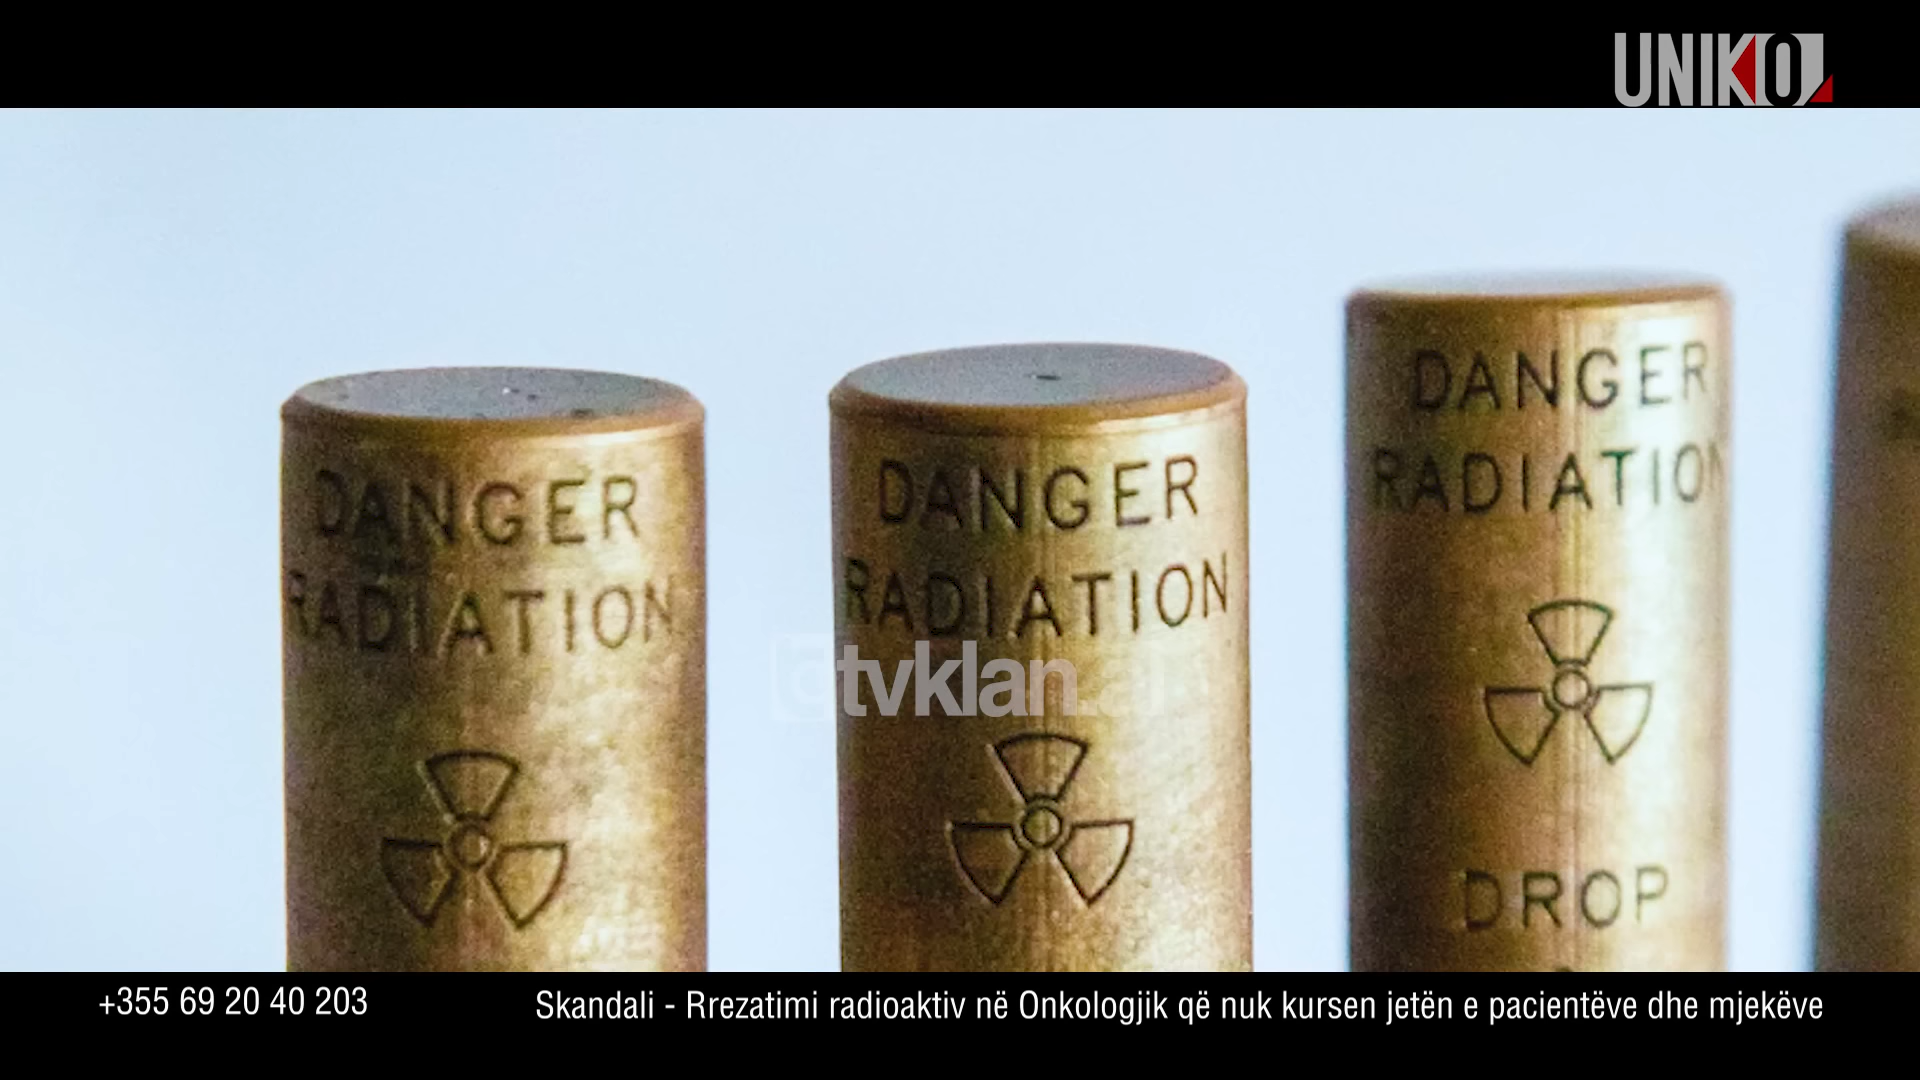 UNIKO
DANGER
RADIATION
DANGER
RADIATION
DANGER
RADIATION
DROP
tvklan.al
+355 69 20 40 203
Skandali - Rrezatimi radioaktiv në Onkologjik që nuk kursen jetën e pacientëve dhe mjekëve